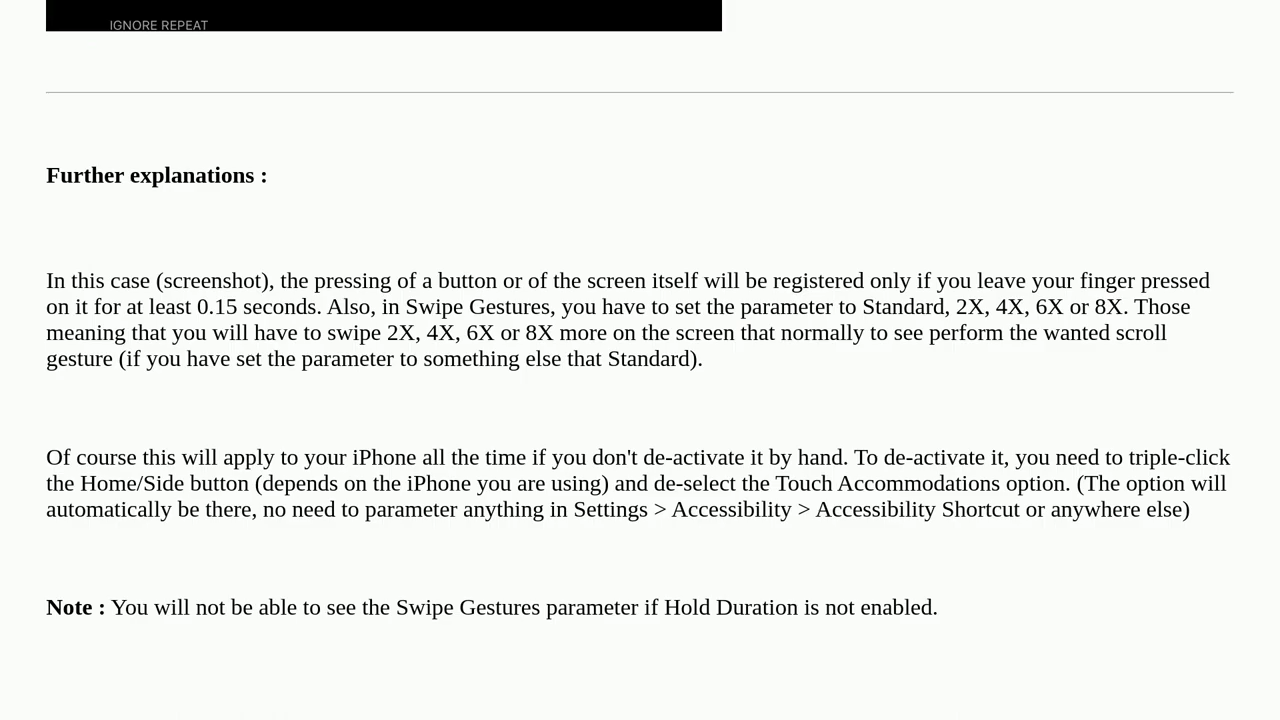 IGNORE REPEAT
Further explanations :
In this case (screenshot), the pressing of a button or of the screen itself will be registered only if you leave your finger pressed
on it for at least 0.15 seconds. Also, in Swipe Gestures, you have to set the parameter to Standard, 2X, 4X, 6X or 8X. Those
meaning that you will have to swipe 2X, 4X, 6X or 8X more on the screen that normally to see perform the wanted scroll
gesture (if you have set the parameter to something else that Standard).
Of course this will apply to your iPhone all the time if you don't de-activate it by hand. To de-activate it, you need to triple-click
the Home/Side button (depends on the iPhone you are using) and de-select the Touch Accommodations option. (The option will
automatically be there, no need to parameter anything in Settings > Accessibility > Accessibility Shortcut or anywhere else)
Note : You will not be able to see the Swipe Gestures parameter if Hold Duration is not enabled.